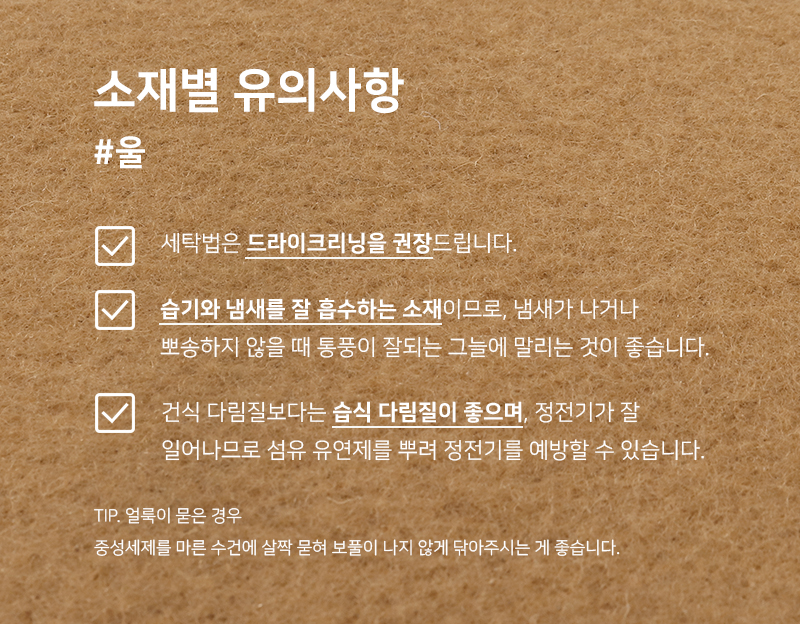 소재별 유의사항
#울
세탁법은 드라이크리닝을 권장드립니다.
습기와 냄새를 잘 흡수하는 소재이므로, 냄새가 나거나
뽀송하지 않을 때 통풍이 잘되는 그늘에 말리는 것이 좋습니다.
건식 다림질보다는 습식 다림질이 좋으며, 정전기가 잘
일어나므로 섬유 유연제를 뿌려 정전기를 예방할 수 있습니다.
TIP. 얼룩이 묻은 경우
중성세제를 마른 수건에 살짝 묻혀 보풀이 나지 않게 닦아주시는 게 좋습니다.